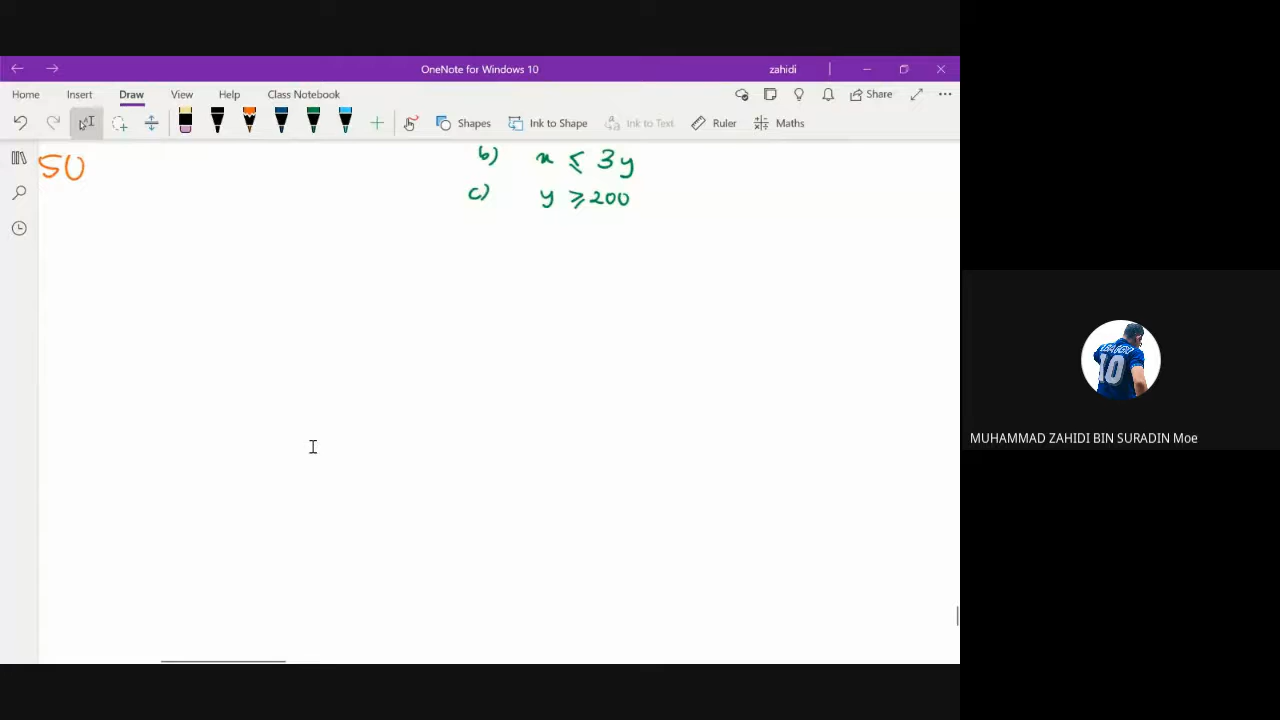 OneNote for Windows 10 zahidi
Home Insert Draw View Help Class Notebook Share
Shapes Ink to Shape Ink to Text Ruler Maths
50
b) x ≤ 3y
c) y ≥ 200
10
MUHAMMAD ZAHIDI BIN SURADIN Moe